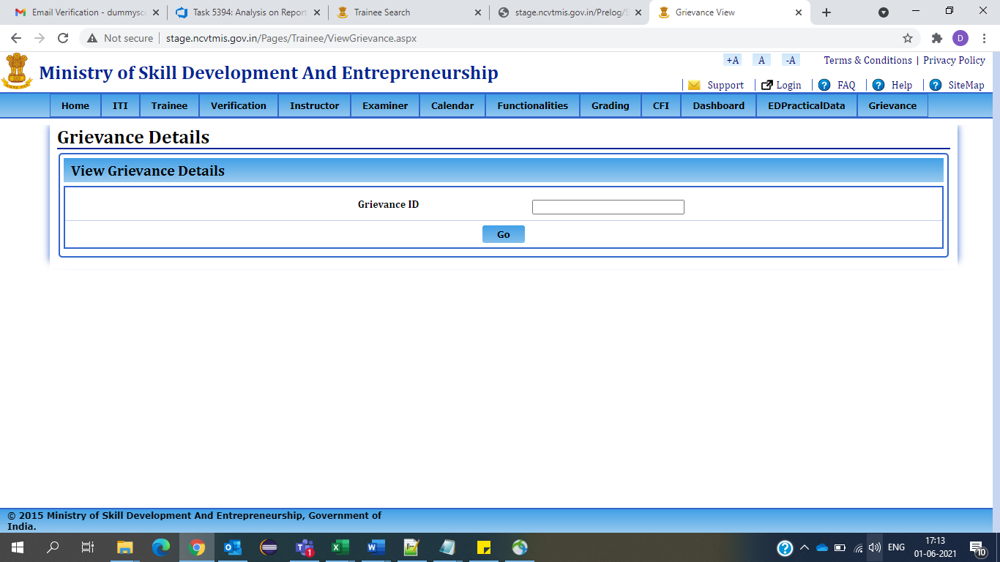 Email Verification - dummysc
Task 5394: Analysis on Report
Trainee Search
stage.ncvtmis.gov.in/Prelog/S
Grievance View
Not secure
stage.ncvtmis.gov.in/Pages/Trainee/ViewGrievance.aspx
D
+A A -A Terms & Conditions | Privacy Policy
Ministry of Skill Development And Entrepreneurship
Support Login FAQ Help SiteMap
Home ITI Trainee Verification Instructor Examiner Calendar Functionalities Grading CFI Dashboard EDPracticalData Grievance
Grievance Details
View Grievance Details
Grievance ID
Go
© 2015 Ministry of Skill Development And Entrepreneurship, Government of
India.
1
ENG
17:13
01-06-2021
10